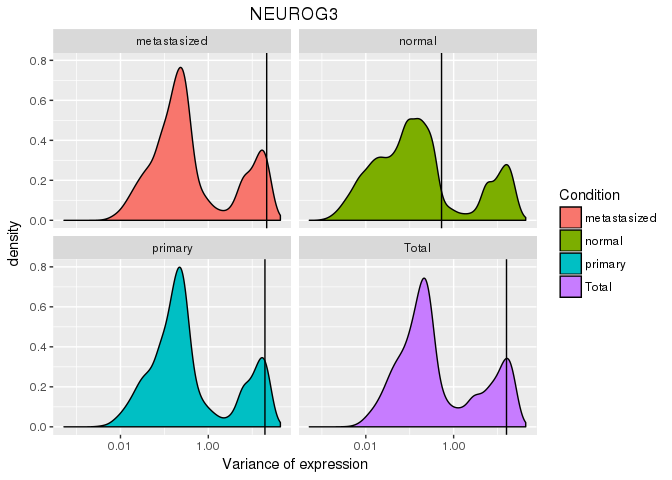 NEUROG3
metastasized
normal
0.8
0.6
0.4
0.2
0.0
density
primary
Total
0.8
0.6
0.4
0.2
0.0
0.01
1.00
0.01
1.00
Variance of expression
Condition
metastasized
normal
primary
Total